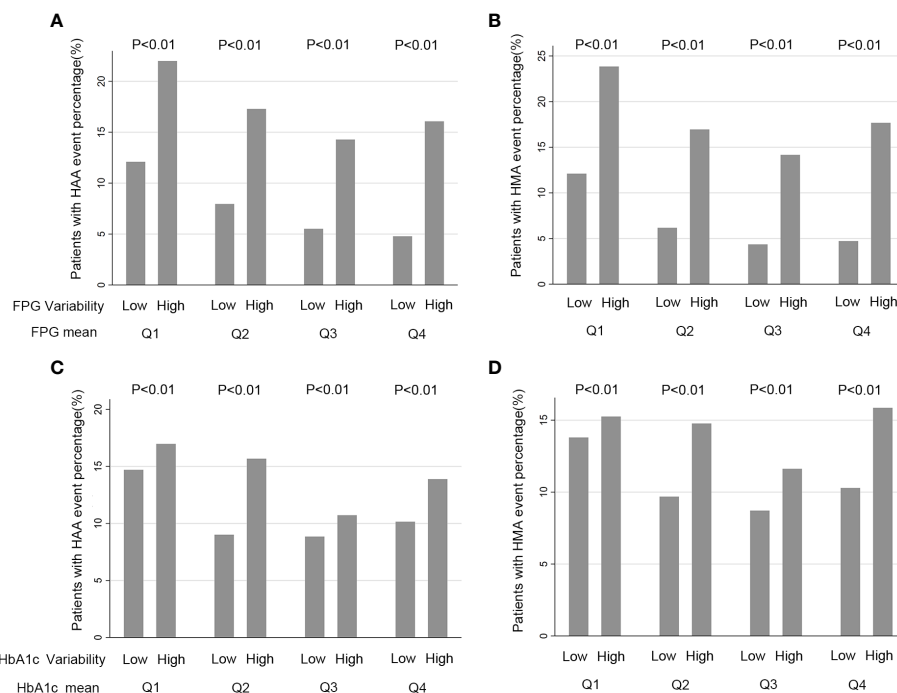 A
Patients with HAA event percentage(%)
P<0.01 P<0.01 P<0.01 P<0.01
20
15
10
5
0
FPG Variability Low High Low High Low High Low High
FPG mean Q1 Q2 Q3 Q4
B
Patients with HMA event percentage(%)
P<0.01 P<0.01 P<0.01 P<0.01
25
20
15
10
5
0
Low High Low High Low High Low High
Q1 Q2 Q3 Q4
C
Patients with HAA event percentage(%)
P<0.01 P<0.01 P<0.01 P<0.01
20
15
10
5
0
HbA1c Variability Low High Low High Low High Low High
HbA1c mean Q1 Q2 Q3 Q4
D
Patients with HMA event percentage(%)
P<0.01 P<0.01 P<0.01 P<0.01
15
10
5
0
Low High Low High Low High Low High
Q1 Q2 Q3 Q4